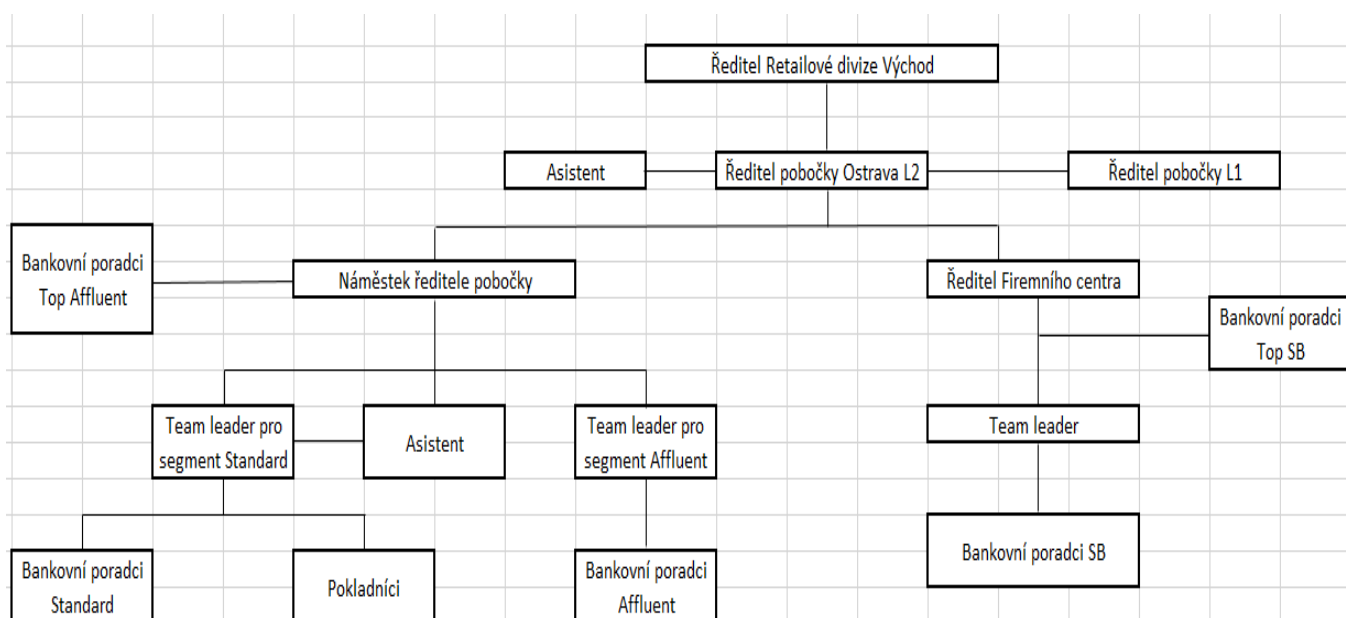 Ředitel Retailové divize Východ
Asistent
Ředitel pobočky Ostrava L2
Ředitel pobočky L1
Bankovní poradci
Top Affluent
Náměstek ředitele pobočky
Ředitel Firemního centra
Bankovní poradci
Top SB
Team leader pro
segment Standard
Asistent
Team leader pro
segment Affluent
Team leader
Bankovní poradci SB
Bankovní poradci
Standard
Pokladníci
Bankovní poradci
Affluent